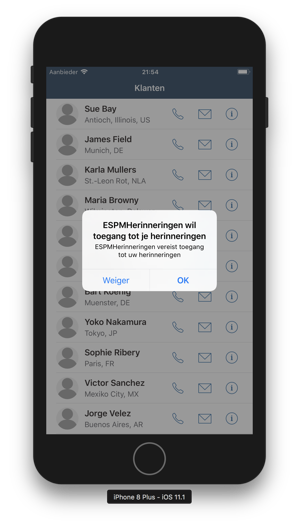 Aanbieder
21:54
Klanten
Sue Bay
Antioch, Illinois, US
James Field
Munich, DE
Karla Mullers
St.-Leon Rot, NLA
Maria Browny
ESPMHerinneringen wil
toegang tot je herinneringen
ESPMHerinneringen vereist toegang
tot uw herinneringen
Weiger
OK
Bart Koenig
Muenster, DE
Yoko Nakamura
Tokyo, JP
Sophie Ribery
Paris, FR
Victor Sanchez
Mexiko City, MX
Jorge Velez
Buenos Aires, AR
iPhone 8 Plus - iOS 11.1